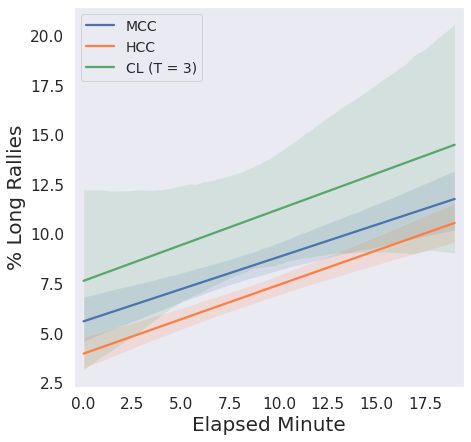 MCC
HCC
CL (T = 3)
% Long Rallies
20.0
17.5
15.0
12.5
10.0
7.5
5.0
2.5
0.0 2.5 5.0 7.5 10.0 12.5 15.0 17.5
Elapsed Minute